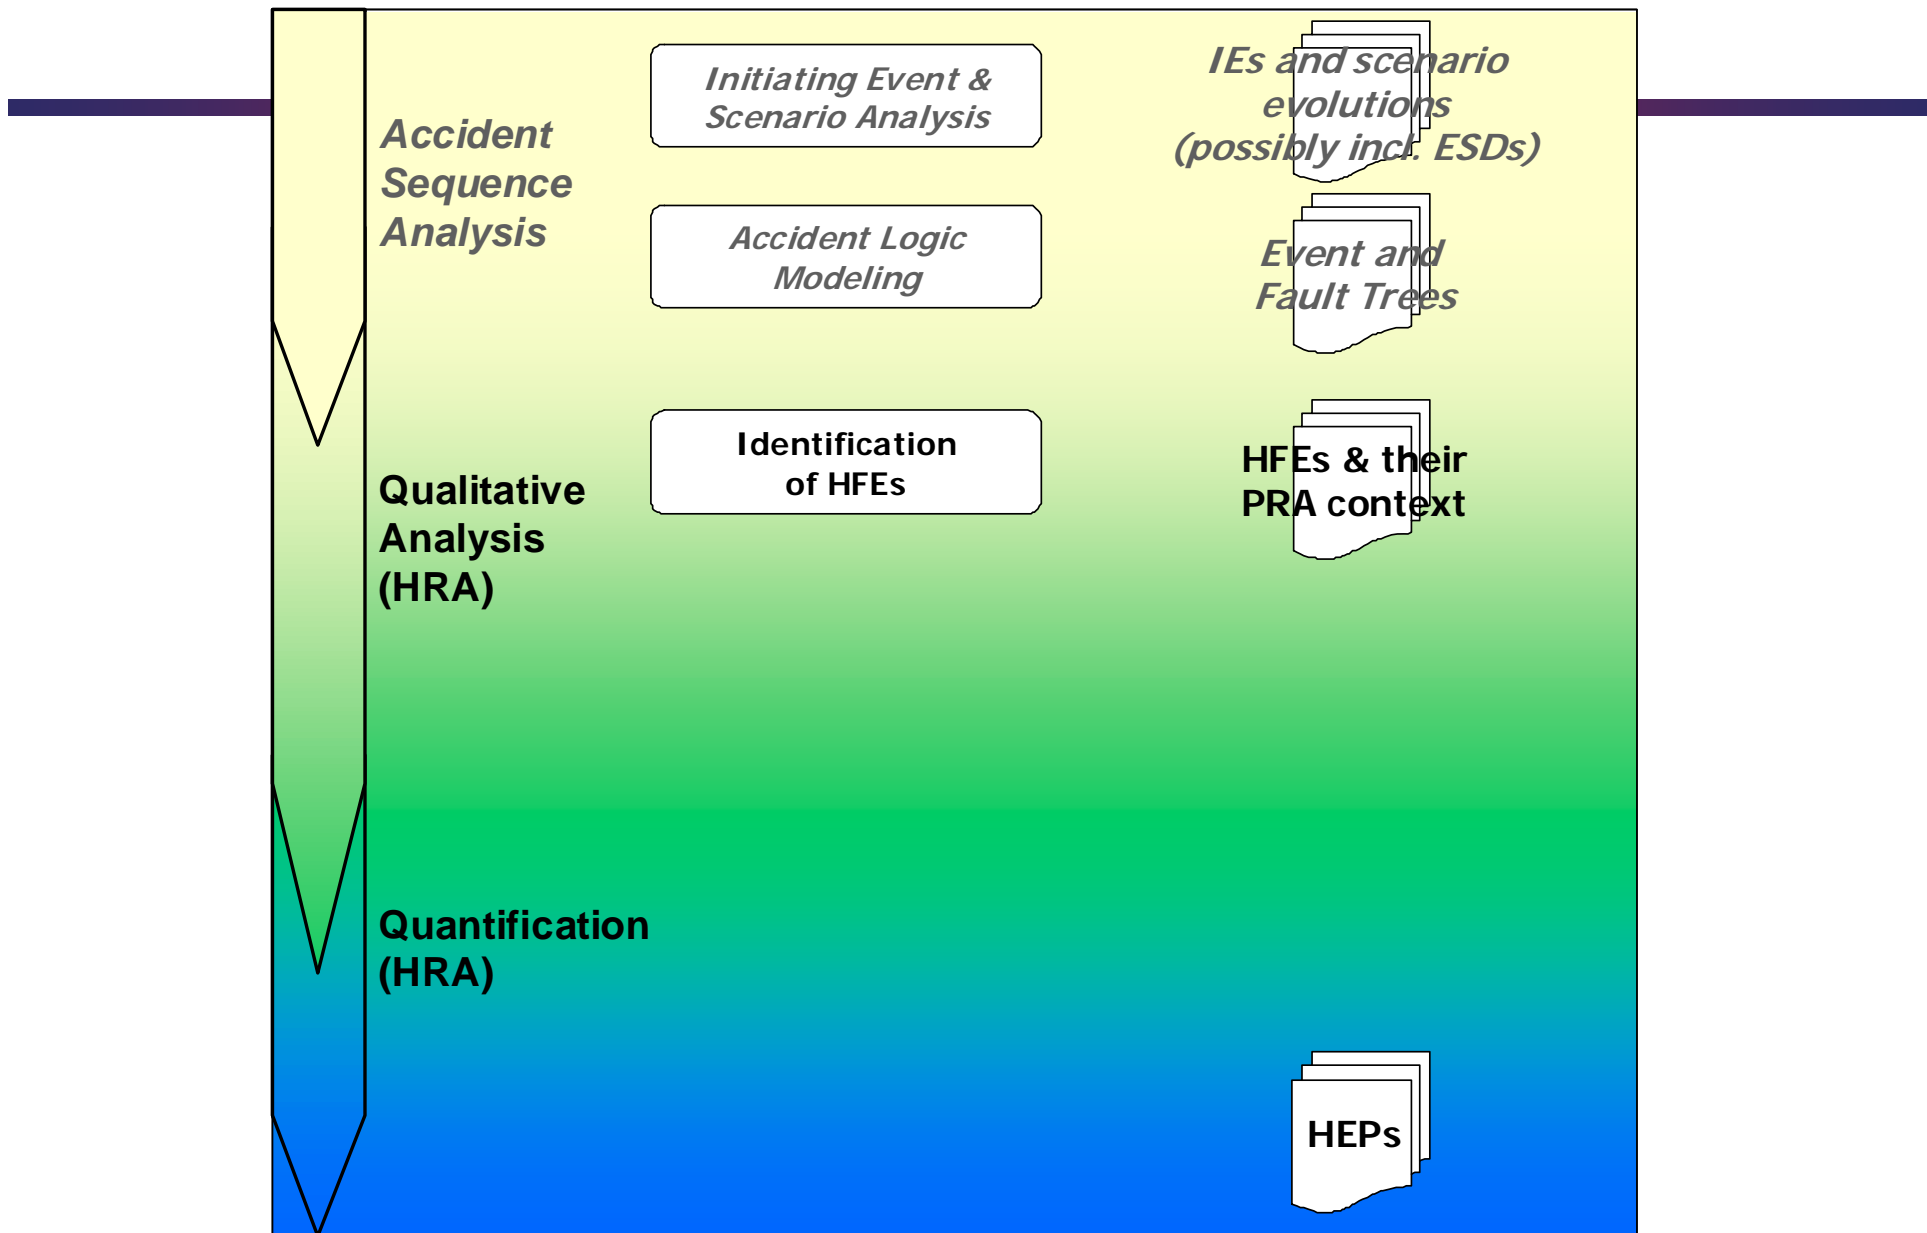 Accident
Sequence
Analysis
Initiating Event &
Scenario Analysis
IEs and scenario
evolutions
(possibly incl. ESDs)
Accident Logic
Modeling
Event and
Fault Trees
Qualitative
Analysis
(HRA)
Identification
of HFEs
HFEs & their
PRA context
Quantification
(HRA)
HEPs